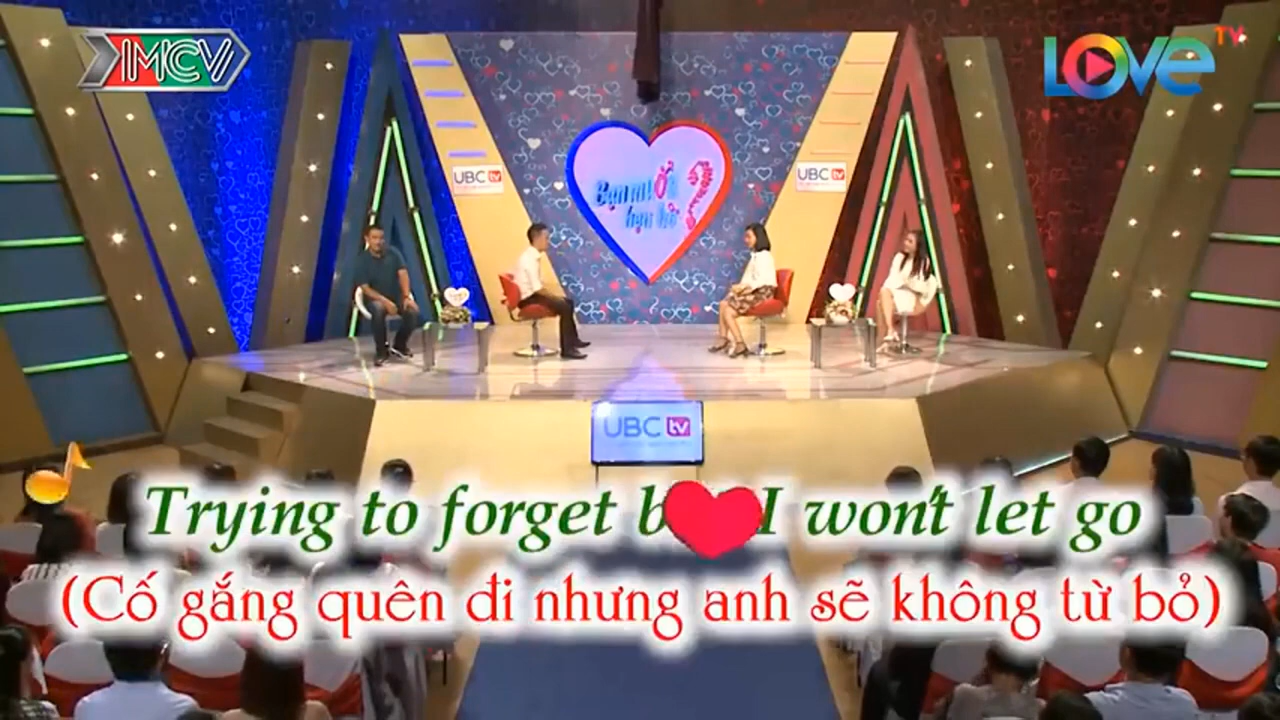 MCV
LOVE TV
UBC tv
UBC tv
Bạn muốn
hẹn hò
UBC tv
Trying to forget b I won't let go
(Cố gắng quên đi nhưng anh sẽ không từ bỏ)